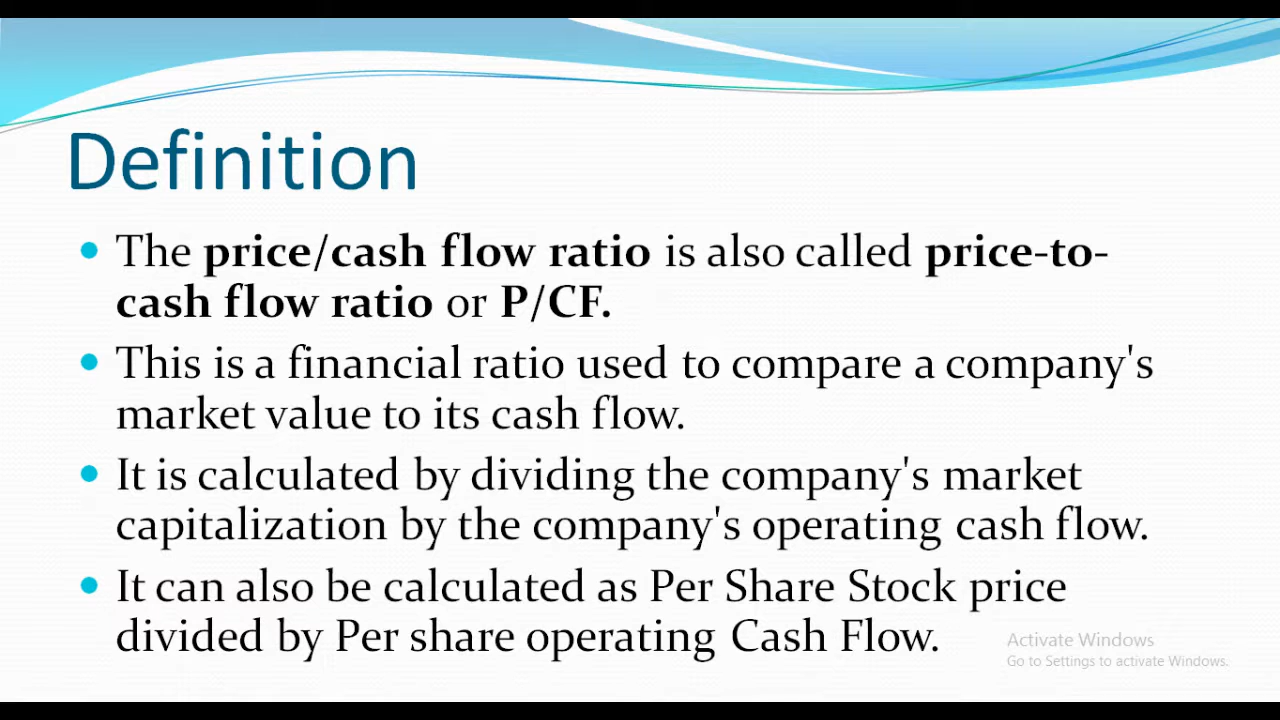 Definition
The price/cash flow ratio is also called price-to-
cash flow ratio or P/CF.
This is a financial ratio used to compare a company's
market value to its cash flow.
It is calculated by dividing the company's market
capitalization by the company's operating cash flow.
It can also be calculated as Per Share Stock price
divided by Per share operating Cash Flow.
Activate Windows
Go to Settings to activate Windows.